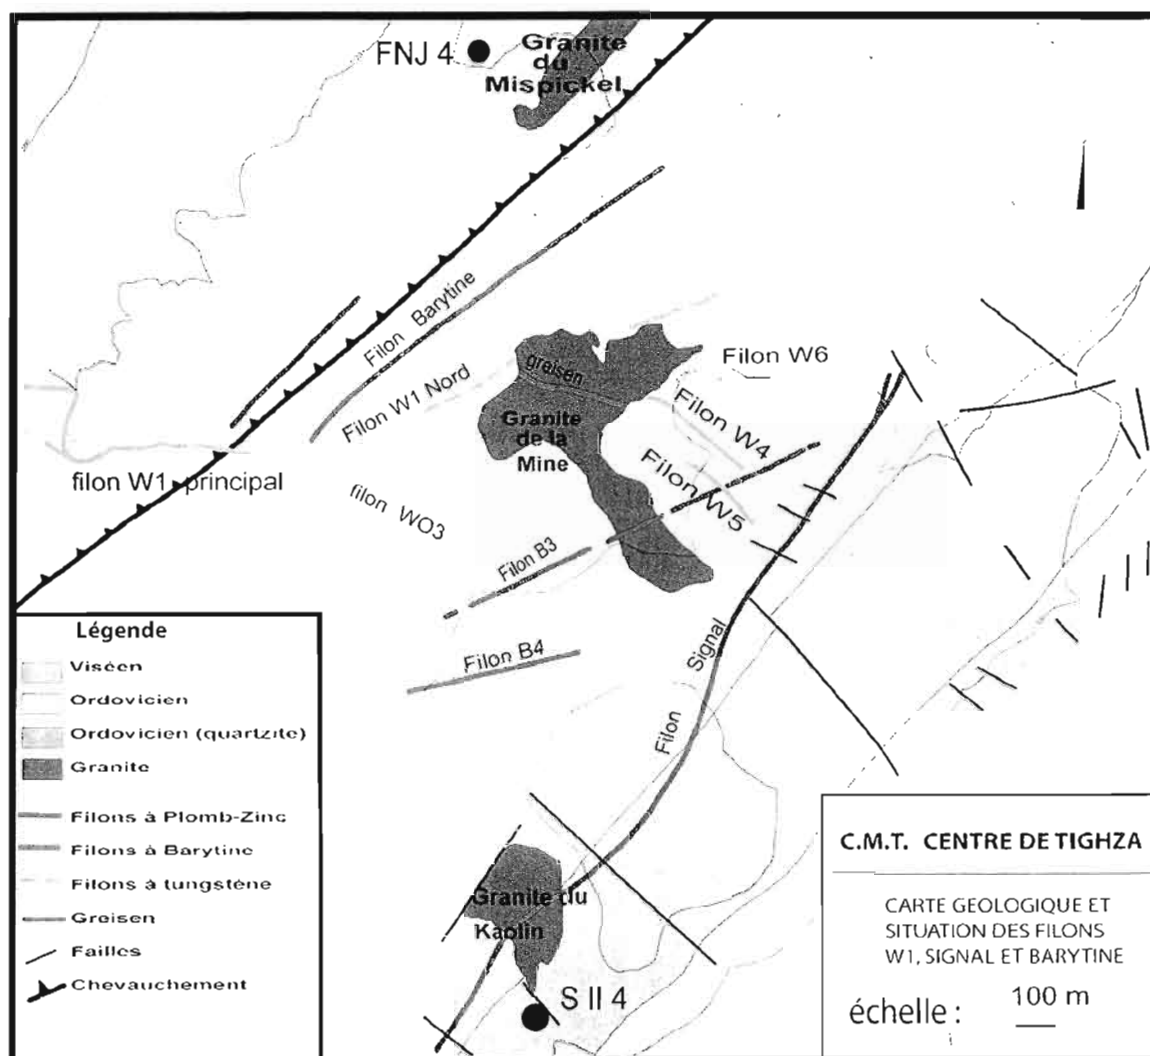 FNJ 4
Granite
du
Mispickel
Filon Barytine
Filon W1 Nord
greisen
Filon W6
Granite
de la
Mine
Filon W4
Filon W5
filon W1 principal
filon WO3
Filon B3
Filon B4
Filon Signal
Granite du
Kaolin
S II 4
Légende
Viséen
Ordovicien
Ordovicien (quartzite)
Granite
Filons à Plomb-Zinc
Filons à Barytine
Filons à tungsténe
Greisen
Failles
Chevauchement
C.M.T. CENTRE DE TIGHZA
CARTE GEOLOGIQUE ET
SITUATION DES FILONS
W1, SIGNAL ET BARYTINE
échelle : 100 m